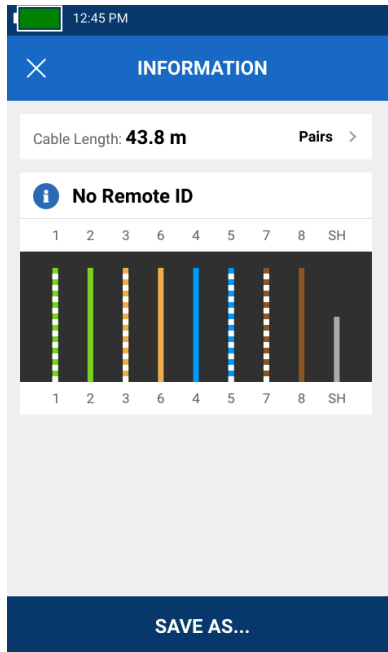 12:45 PM
INFORMATION
Cable Length: 43.8 m Pairs >
i No Remote ID
1 2 3 6 4 5 7 8 SH
1 2 3 6 4 5 7 8 SH
SAVE AS...